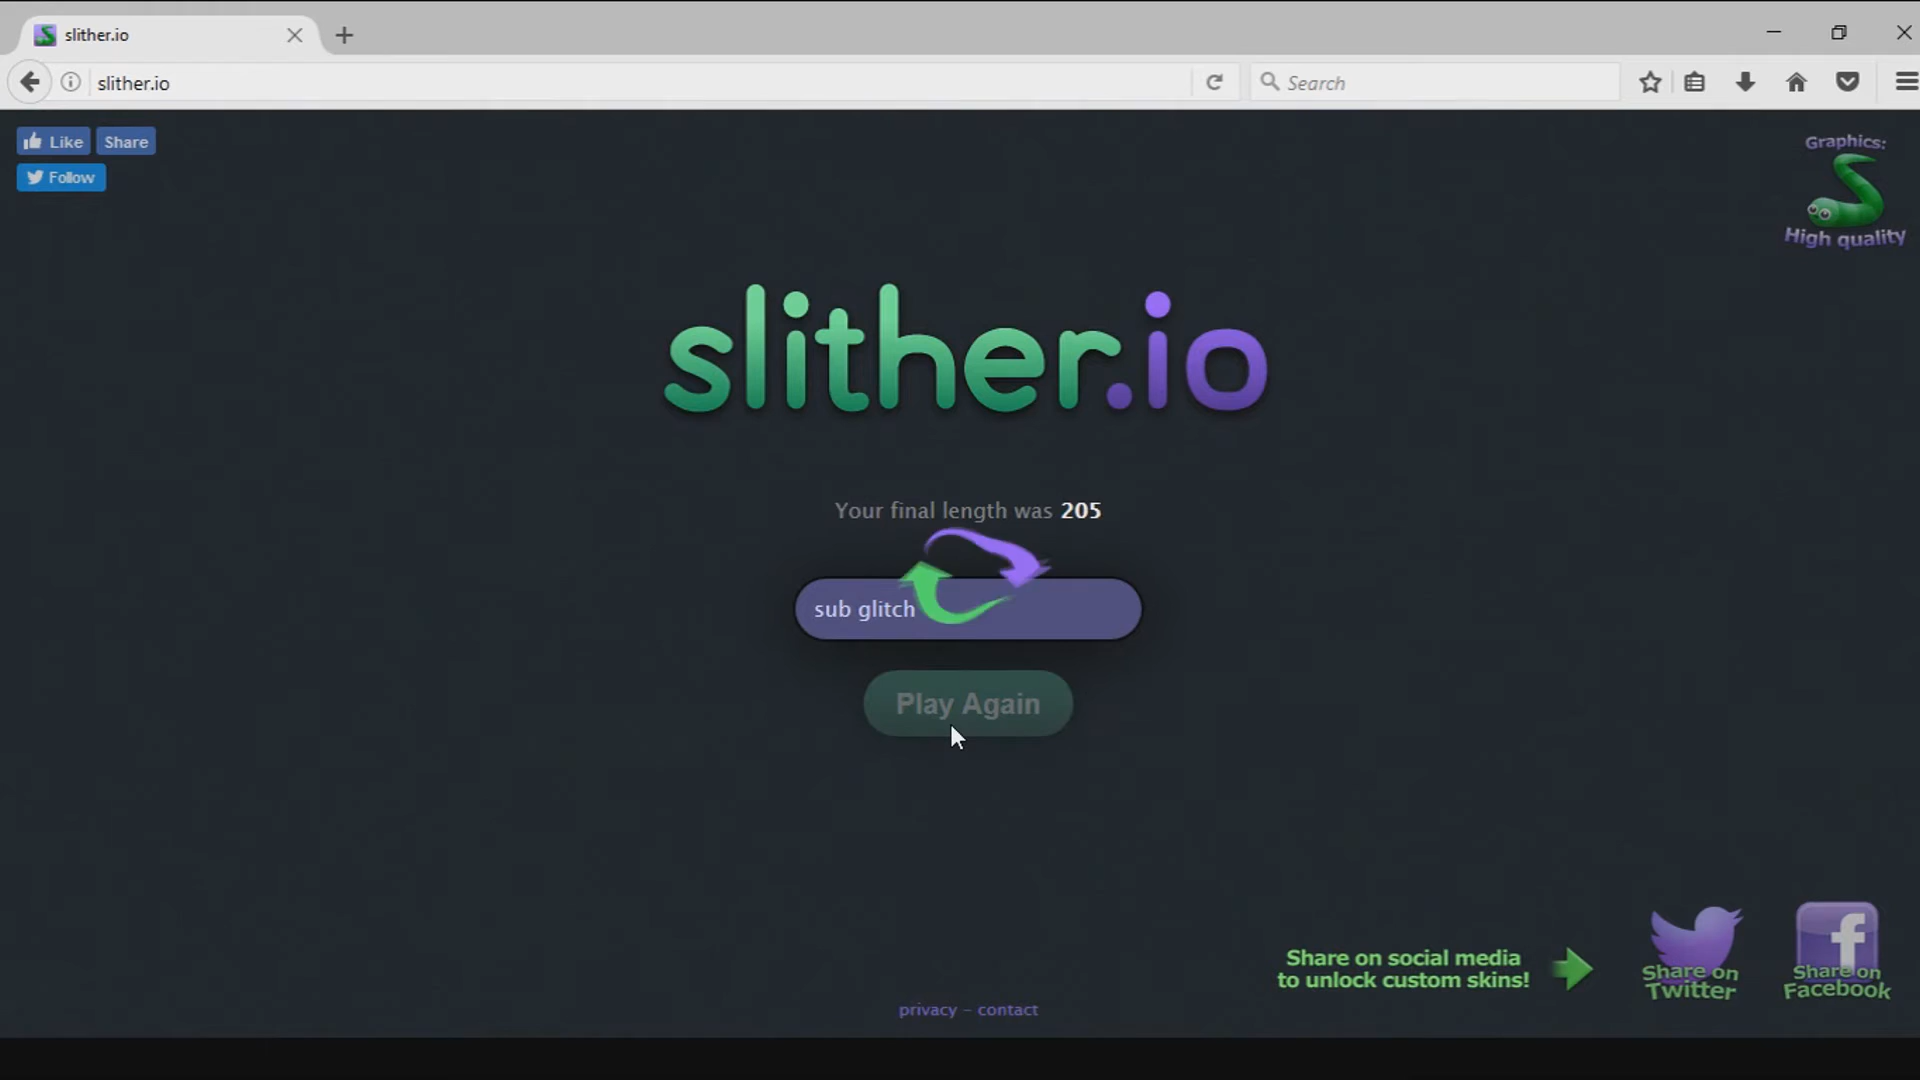 slither.io
slither.io
Search
Like
Share
Follow
Graphics:
High quality
slither.io
Your final length was 205
sub glitch
Play Again
Share on social media
to unlock custom skins!
Share on
Twitter
Share on
Facebook
privacy - contact